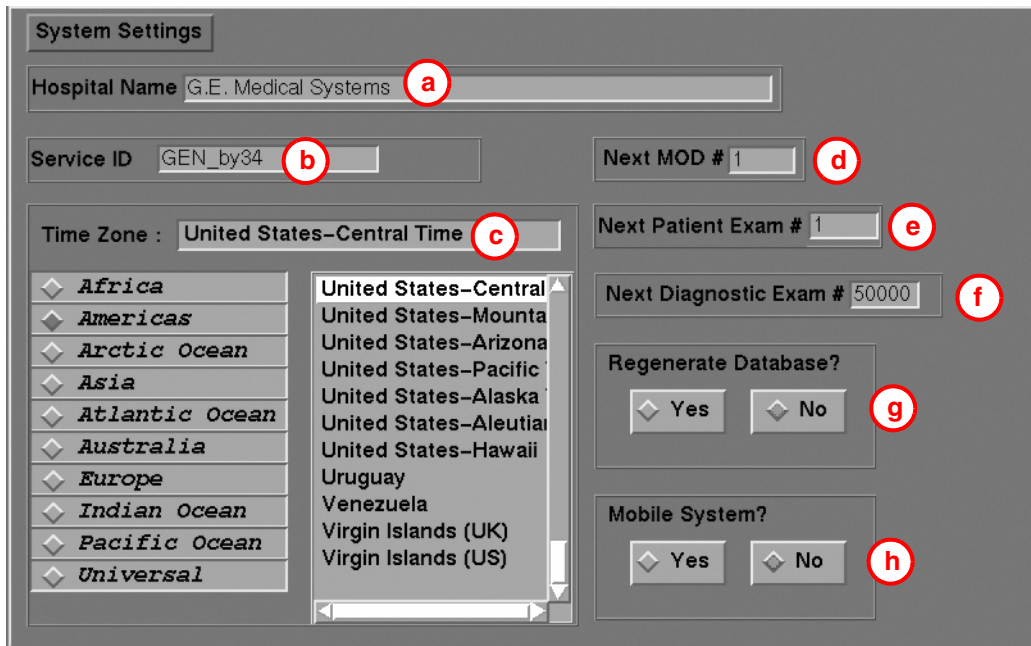 System Settings
Hospital Name G.E. Medical Systems a
Service ID GEN_by34 b
Next MOD # 1 d
Time Zone : United States–Central Time c
Next Patient Exam # 1 e
Next Diagnostic Exam # 50000 f
Africa
Americas
Arctic Ocean
Asia
Atlantic Ocean
Australia
Europe
Indian Ocean
Pacific Ocean
Universal
United States–Central
United States–Mounta
United States–Arizona
United States–Pacific
United States–Alaska
United States–Aleutian
United States–Hawaii
Uruguay
Venezuela
Virgin Islands (UK)
Virgin Islands (US)
Regenerate Database?
Yes No g
Mobile System?
Yes No h